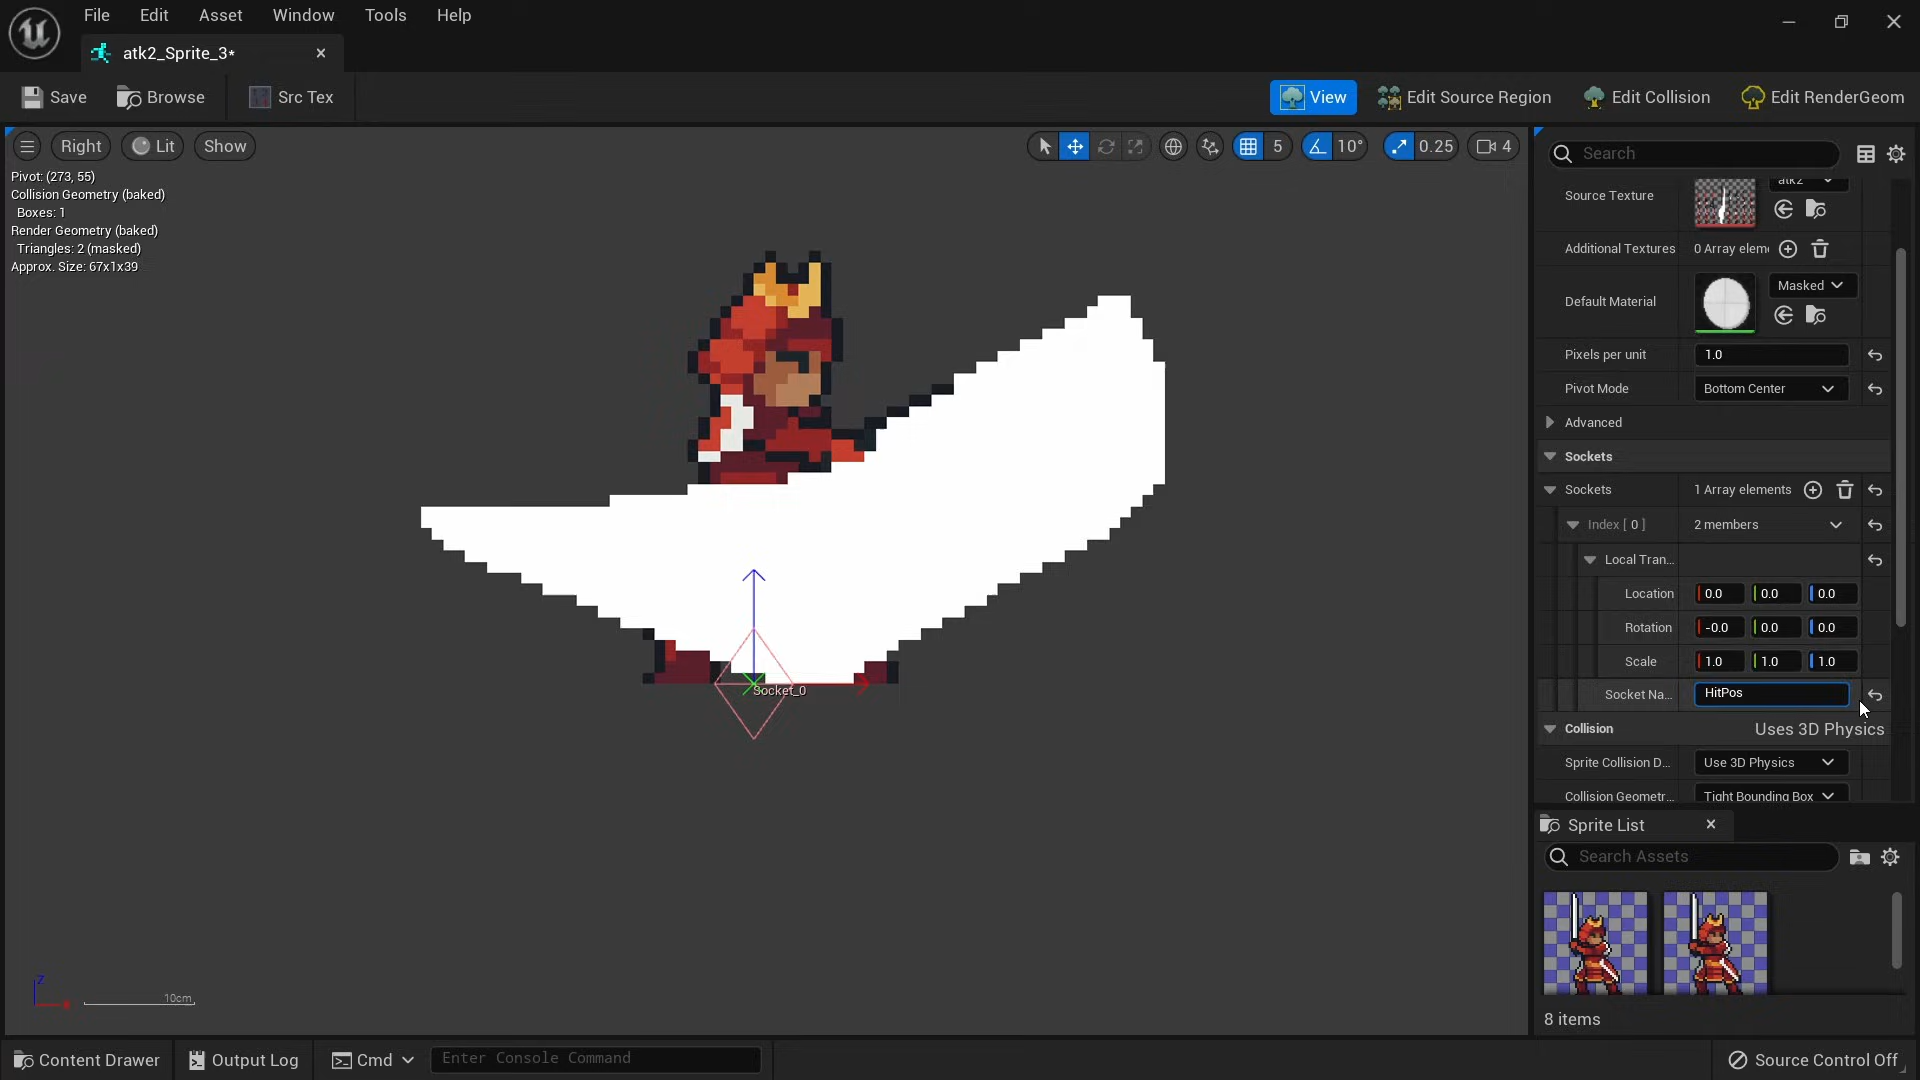 File Edit Asset Window Tools Help
atk2_Sprite_3*
Save Browse Src Tex View Edit Source Region Edit Collision Edit RenderGeom
Right Lit Show 5 10° 0.25 4
Pivot: (273, 55)
Collision Geometry (baked)
Boxes: 1
Render Geometry (baked)
Triangles: 2 (masked)
Approx. Size: 67x1x39
Socket_0
Z
10cm
Search
Source Texture atk2
Additional Textures 0 Array elem
Default Material Masked
Pixels per unit 1.0
Pivot Mode Bottom Center
Advanced
Sockets
Sockets 1 Array elements
Index [ 0 ] 2 members
Local Tran...
Location 0.0 0.0 0.0
Rotation -0.0 0.0 0.0
Scale 1.0 1.0 1.0
Socket Na... HitPos
Collision Uses 3D Physics
Sprite Collision D... Use 3D Physics
Collision Geometr... Tight Bounding Box
Sprite List
Search Assets
8 items
Content Drawer Output Log Cmd Enter Console Command Source Control Off